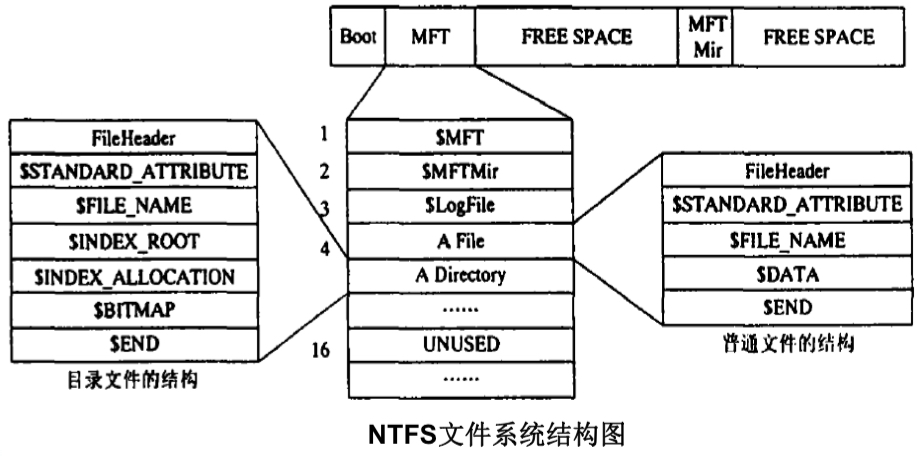 Boot
MFT
FREE SPACE
MFT
Mir
FREE SPACE
FileHeader
$STANDARD_ATTRIBUTE
$FILE_NAME
$INDEX_ROOT
$INDEX_ALLOCATION
$BITMAP
$END
目录文件的结构
1
$MFT
2
$MFTMir
3
$LogFile
4
A File
A Directory
......
16
UNUSED
......
FileHeader
$STANDARD_ATTRIBUTE
$FILE_NAME
$DATA
$END
普通文件的结构
NTFS文件系统结构图